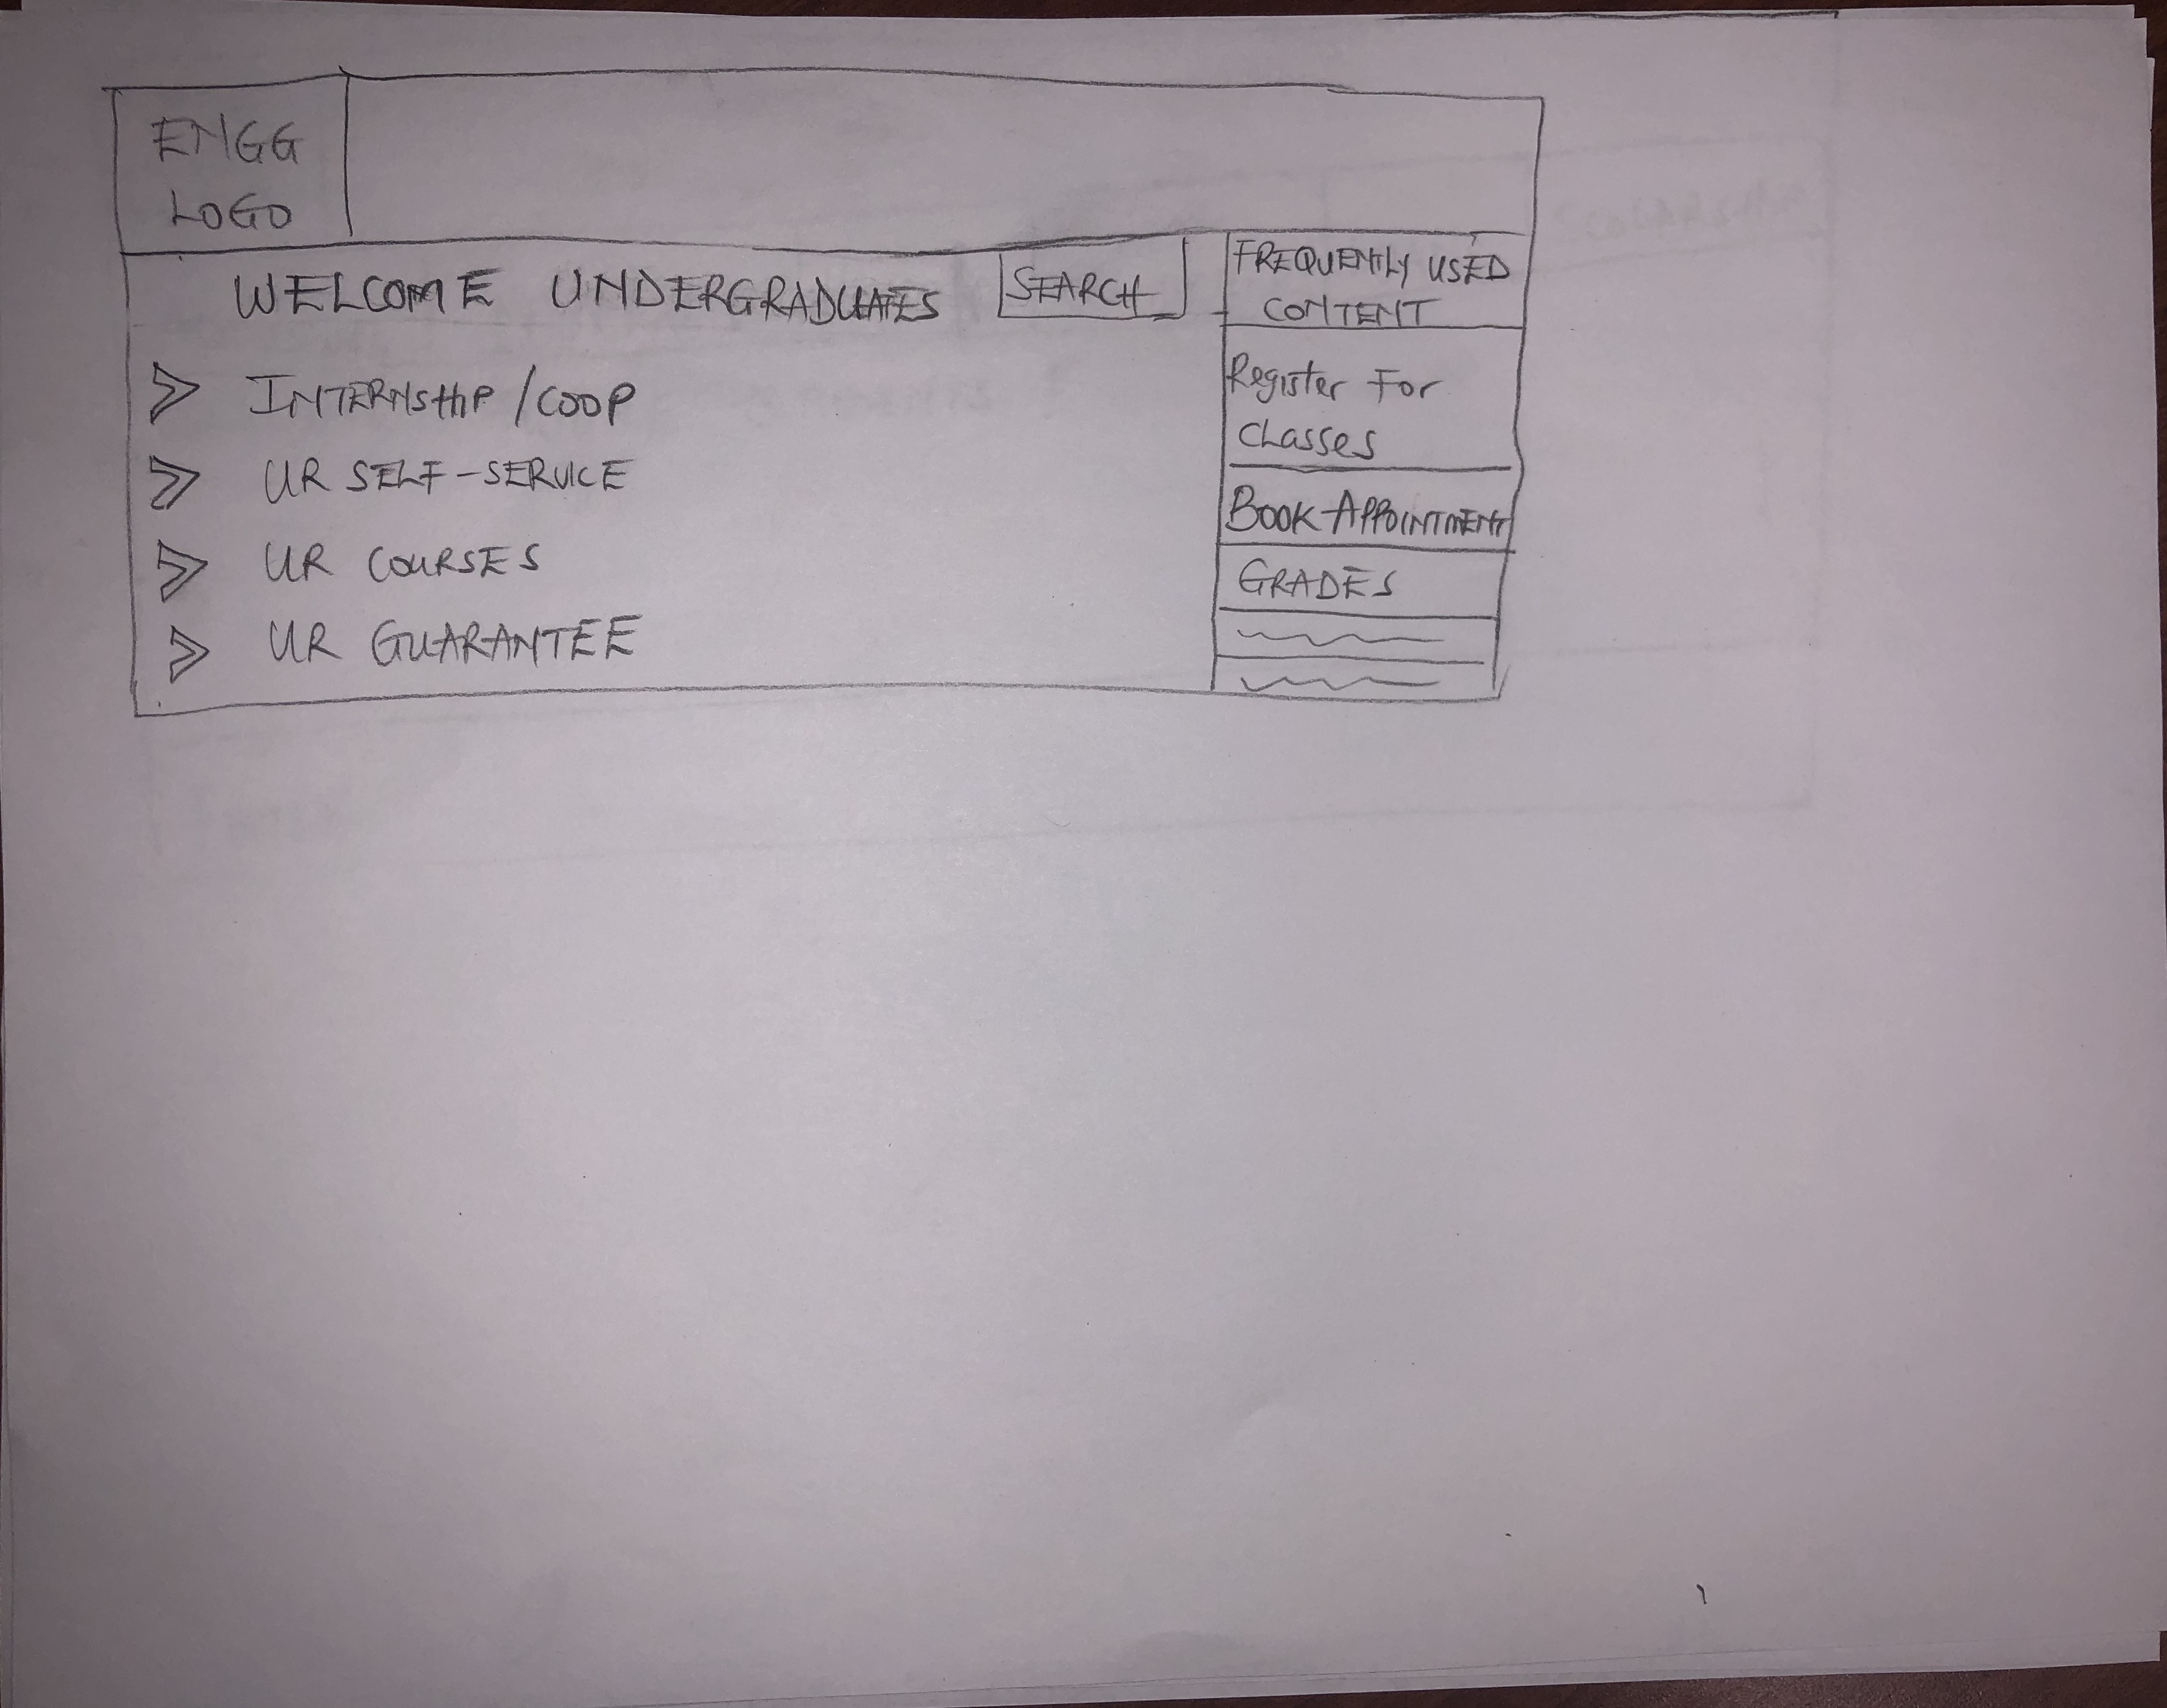 ENGG
LOGO
WELCOME UNDERGRADUATES
SEARCH
INTERNSHIP/COOP
UR SELF-SERVICE
UR COURSES
UR GUARANTEE
FREQUENTLY USED
CONTENT
Register For
Classes
BOOK APPOINTMENT
GRADES